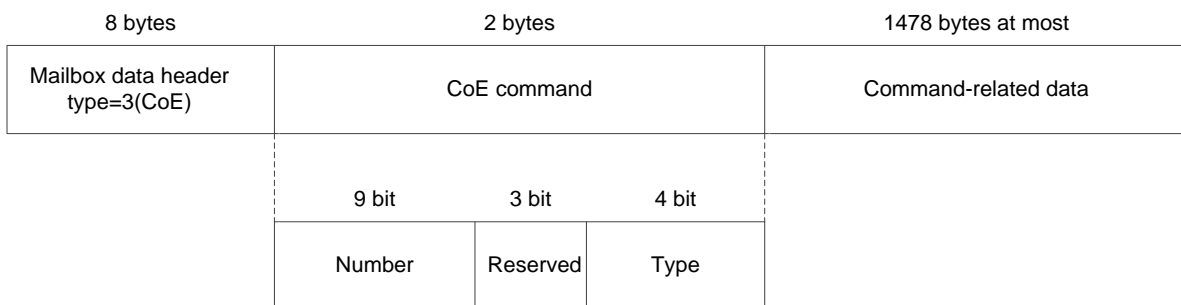 8 bytes
2 bytes
1478 bytes at most
Mailbox data header
type=3(CoE)
CoE command
Command-related data
9 bit
3 bit
4 bit
Number
Reserved
Type